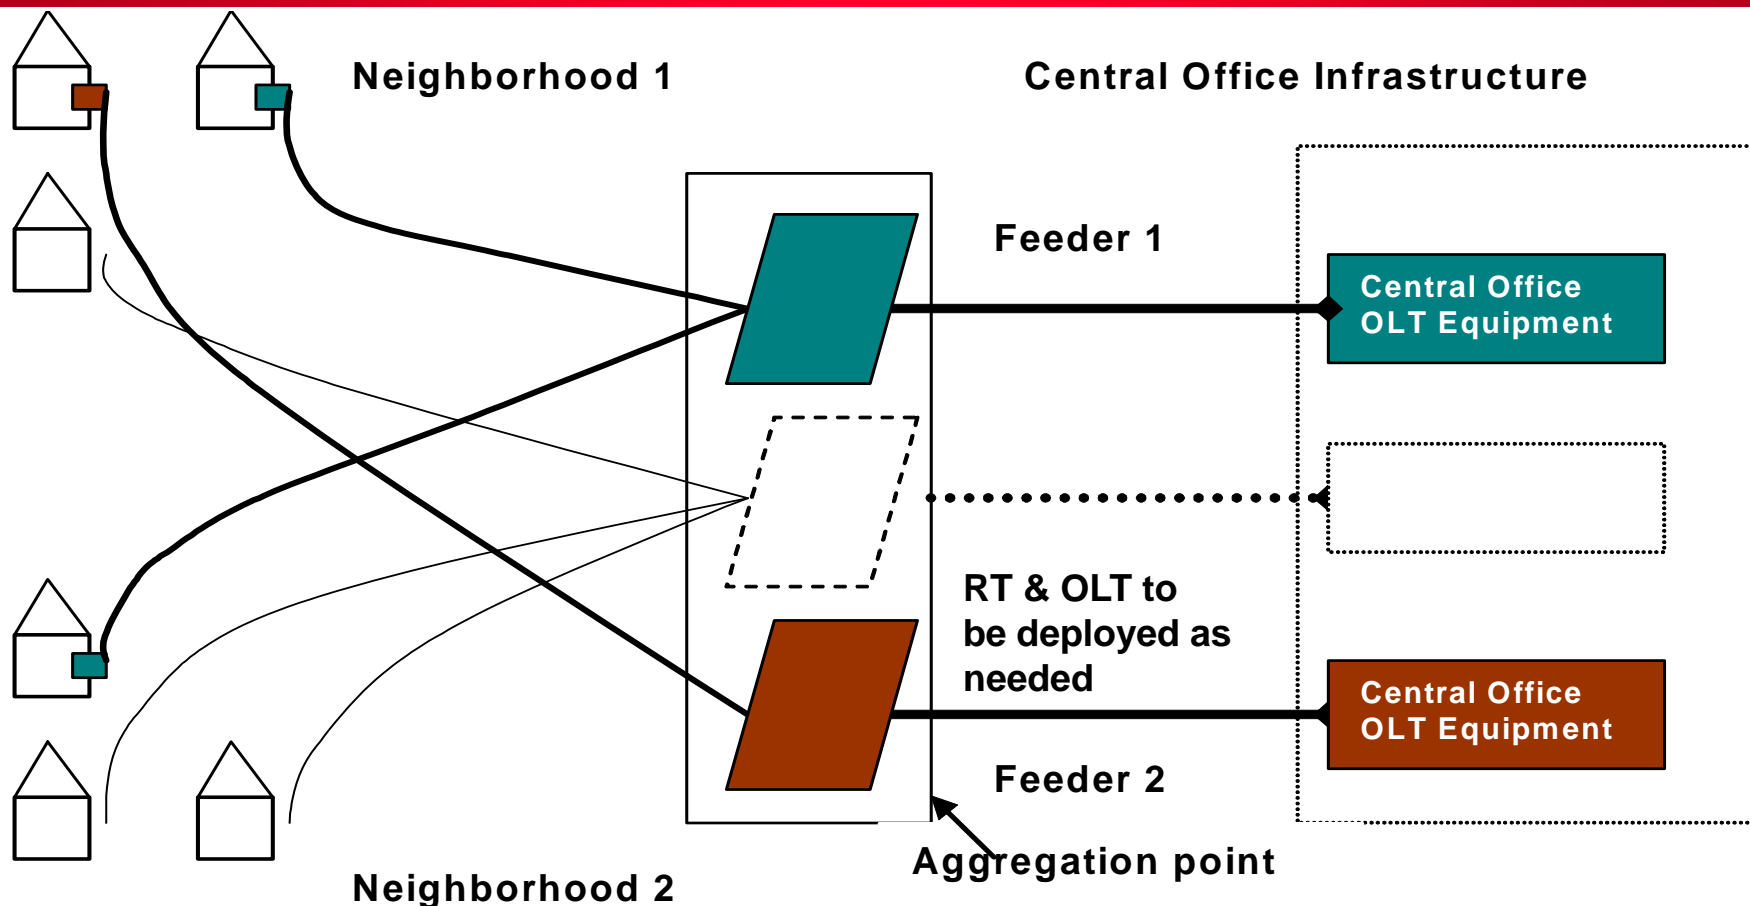 Neighborhood 1
Central Office Infrastructure
Feeder 1
Central Office
OLT Equipment
RT & OLT to
be deployed as
needed
Central Office
OLT Equipment
Feeder 2
Aggregation point
Neighborhood 2